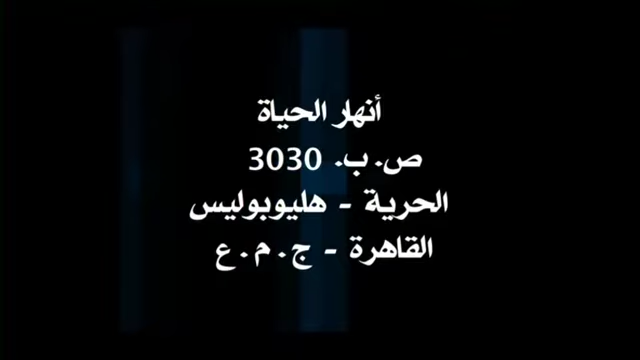 أنهار الحياة
ص. ب. 3030
الحرية - هليوبوليس
القاهرة - ج. م. ع